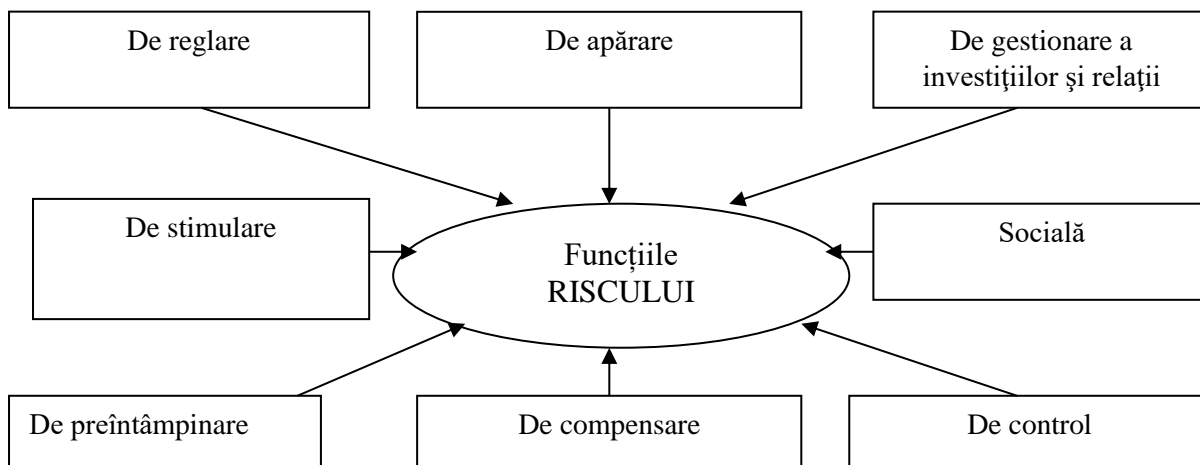 De reglare
De apărare
De gestionare a
investiţiilor şi relaţii
De stimulare
Funcțiile
RISCULUI
Socială
De preîntâmpinare
De compensare
De control